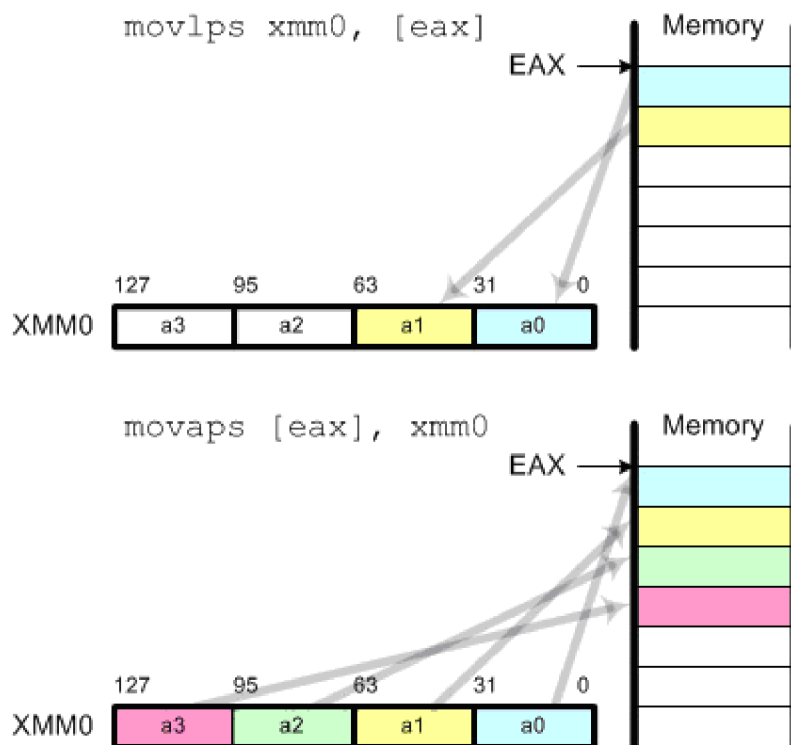 movlps xmm0, [eax]
Memory
EAX
127 95 63 31 0
XMM0 a3 a2 a1 a0
movaps [eax], xmm0
Memory
EAX
127 95 63 31 0
XMM0 a3 a2 a1 a0